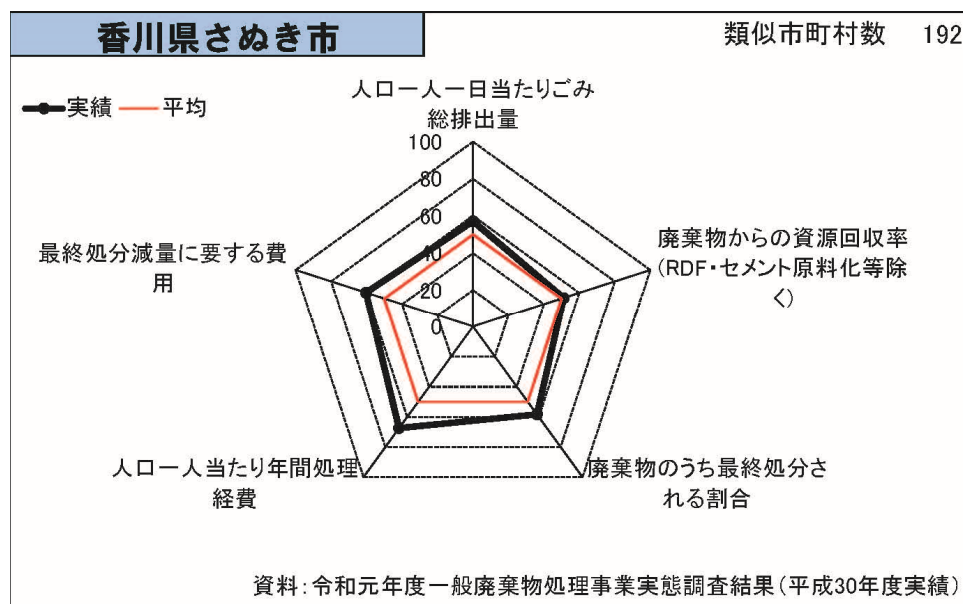 香川県さぬき市
類似市町村数 192
実績 平均
人口一人一日当たりごみ
総排出量
100
80
60
40
20
0
廃棄物からの資源回収率
(RDF・セメント原料化等除
く)
廃棄物のうち最終処分さ
れる割合
人口一人当たり年間処理
経費
最終処分減量に要する費
用
資料:令和元年度一般廃棄物処理事業実態調査結果(平成30年度実績)